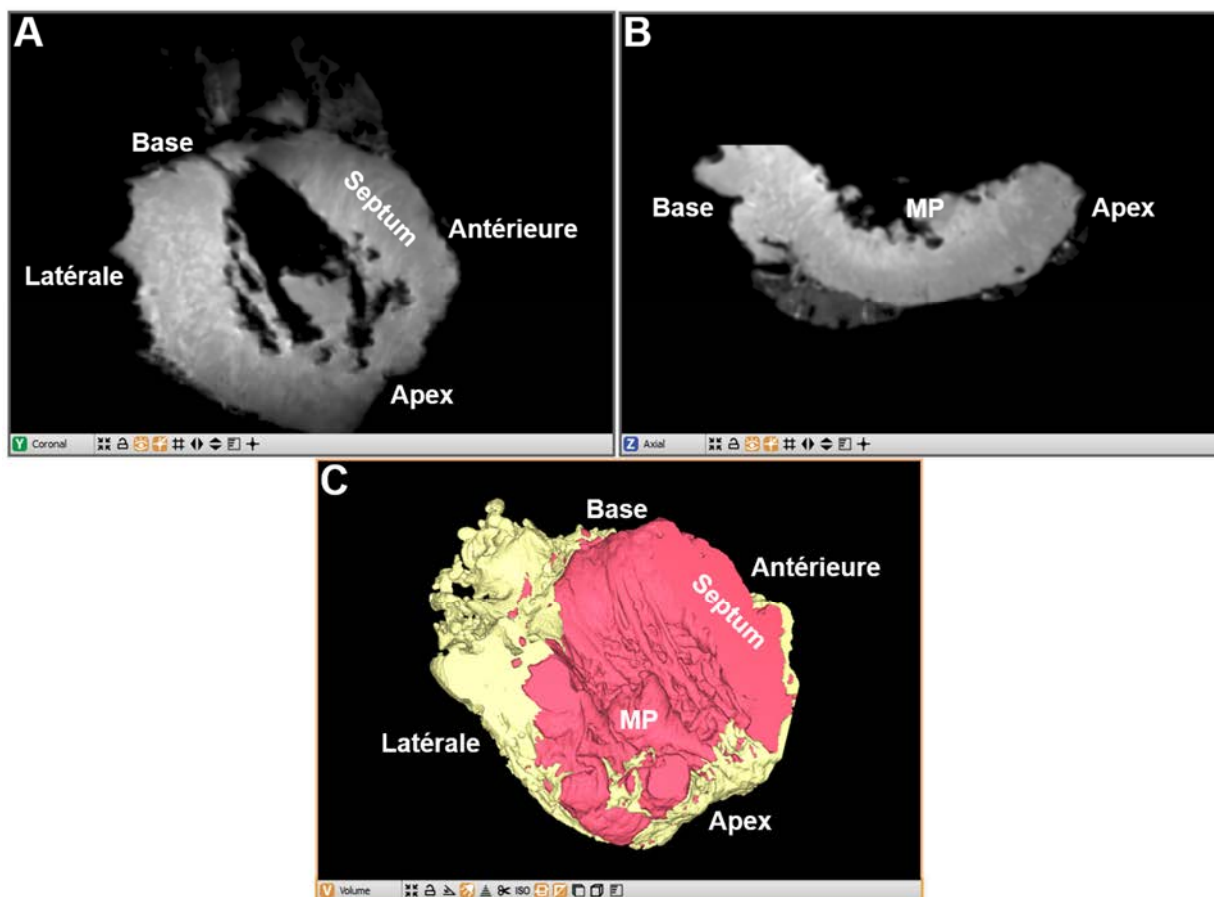 A
Base
Septum
Antérieure
Latérale
Apex
Y Coronal
B
Base
MP
Apex
Z Axial
C
Base
Antérieure
Septum
MP
Latérale
Apex
V Volume ISO